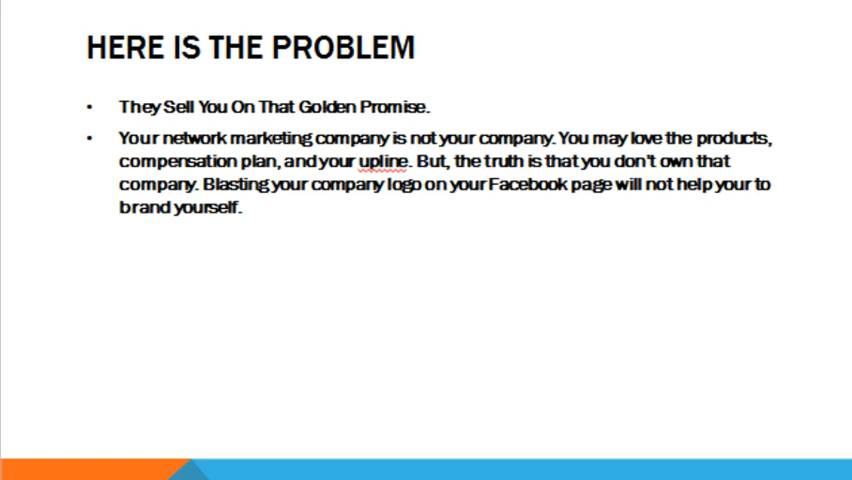 HERE IS THE PROBLEM
• They Sell You On That Golden Promise.
• Your network marketing company is not your company. You may love the products,
compensation plan, and your upline. But, the truth is that you don't own that
company. Blasting your company logo on your Facebook page will not help your to
brand yourself.